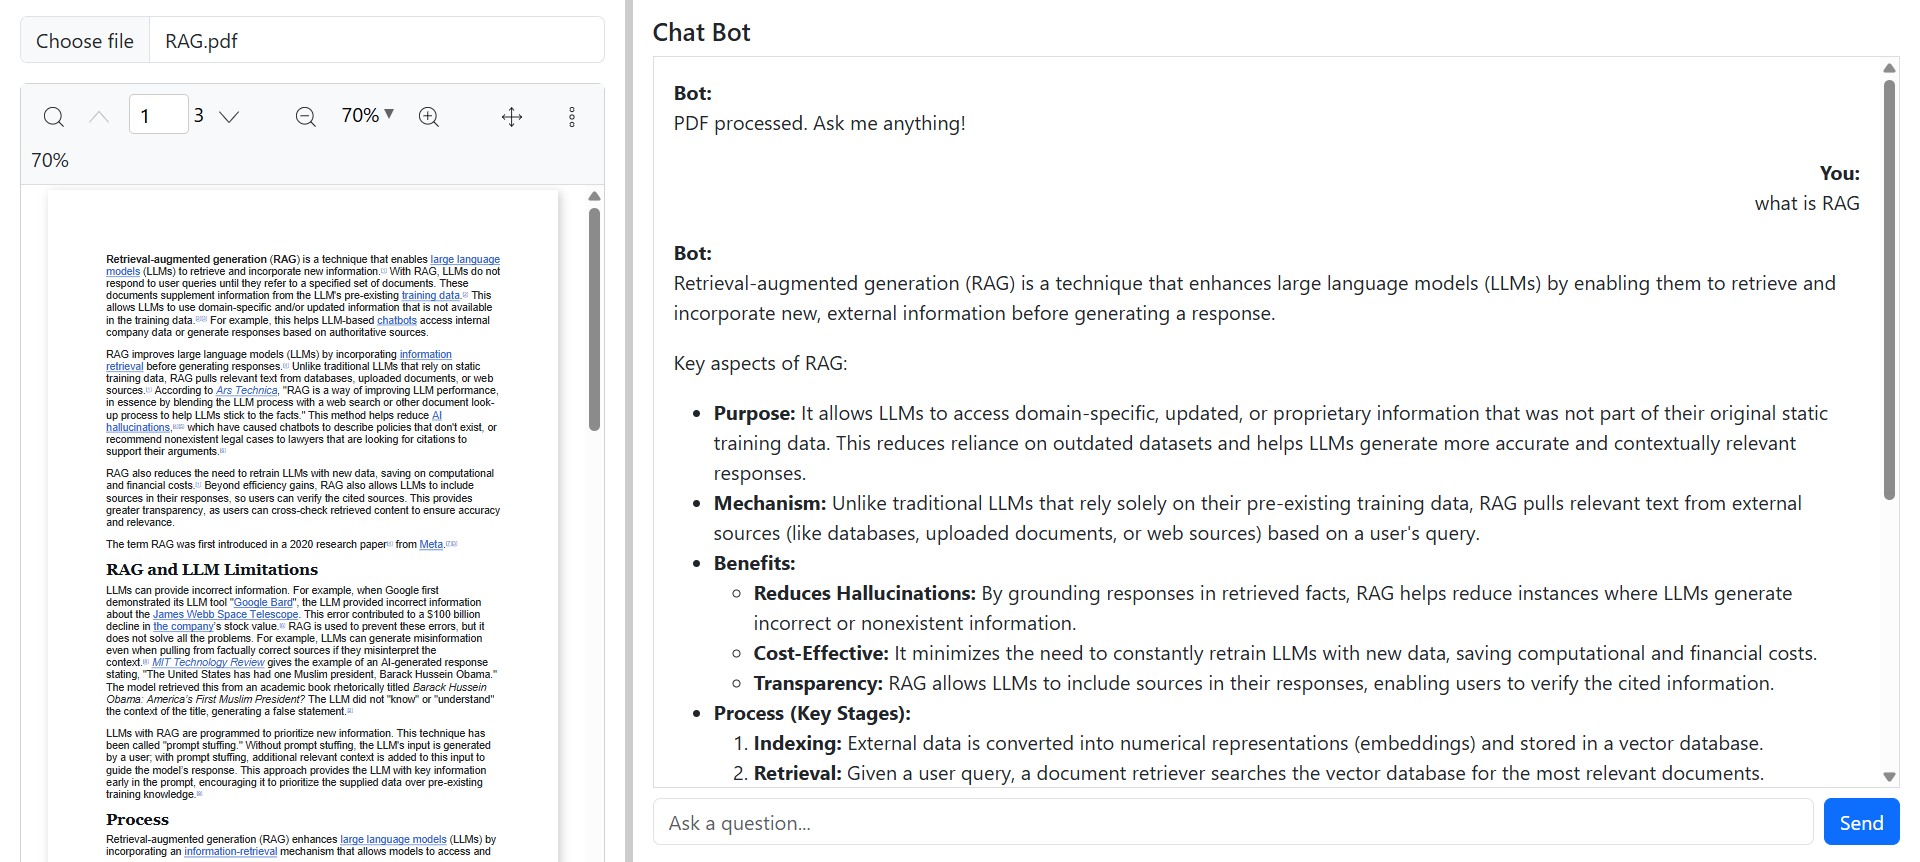 Choose file RAG.pdf
1 3 70%
70%
Retrieval-augmented generation (RAG) is a technique that enables large language
models (LLMs) to retrieve and incorporate new information. With RAG, LLMs do not
respond to user queries until they refer to a specified set of documents. These
documents supplement information from the LLM's pre-existing training data. This
allows LLMs to use domain-specific and/or updated information that is not available
in the training data. For example, this helps LLM-based chatbots access internal
company data or generate responses based on authoritative sources.
RAG improves large language models (LLMs) by incorporating information
retrieval before generating responses. Unlike traditional LLMs that rely on static
training data, RAG pulls relevant text from databases, uploaded documents, or web
sources. According to Ars Technica, "RAG is a way of improving LLM performance,
in essence by blending the LLM process with a web search or other document look-
up process to help LLMs stick to the facts." This method helps reduce AI
hallucinations, which have caused chatbots to describe policies that don't exist, or
recommend nonexistent legal cases to lawyers that are looking for citations to
support their arguments.
RAG also reduces the need to retrain LLMs with new data, saving on computational
and financial costs. Beyond efficiency gains, RAG also allows LLMs to include
sources in their responses, so users can verify the cited sources. This provides
greater transparency, as users can cross-check retrieved content to ensure accuracy
and relevance.
The term RAG was first introduced in a 2020 research paper from Meta.
RAG and LLM Limitations
LLMs can provide incorrect information. For example, when Google first
demonstrated its LLM tool "Google Bard", the LLM provided incorrect information
about the James Webb Space Telescope. This error contributed to a $100 billion
decline in the company's stock value. RAG is used to prevent these errors, but it
does not solve all the problems. For example, LLMs can generate misinformation
even when pulling from factually correct sources if they misinterpret the
context. MIT Technology Review gives the example of an AI-generated response
stating, "The United States has had one Muslim president, Barack Hussein Obama."
The model retrieved this from an academic book rhetorically titled Barack Hussein
Obama: America's First Muslim President? The LLM did not "know" or "understand"
the context of the title, generating a false statement.
LLMs with RAG are programmed to prioritize new information. This technique has
been called "prompt stuffing." Without prompt stuffing, the LLM's input is generated
by a user; with prompt stuffing, additional relevant context is added to this input to
guide the model's response. This approach provides the LLM with key information
early in the prompt, encouraging it to prioritize the supplied data over pre-existing
training knowledge.
Process
Retrieval-augmented generation (RAG) enhances large language models (LLMs) by
incorporating an information-retrieval mechanism that allows models to access and
Chat Bot
Bot:
PDF processed. Ask me anything!
You:
what is RAG
Bot:
Retrieval-augmented generation (RAG) is a technique that enhances large language models (LLMs) by enabling them to retrieve and
incorporate new, external information before generating a response.
Key aspects of RAG:
• Purpose: It allows LLMs to access domain-specific, updated, or proprietary information that was not part of their original static
training data. This reduces reliance on outdated datasets and helps LLMs generate more accurate and contextually relevant
responses.
• Mechanism: Unlike traditional LLMs that rely solely on their pre-existing training data, RAG pulls relevant text from external
sources (like databases, uploaded documents, or web sources) based on a user's query.
• Benefits:
◦ Reduces Hallucinations: By grounding responses in retrieved facts, RAG helps reduce instances where LLMs generate
incorrect or nonexistent information.
◦ Cost-Effective: It minimizes the need to constantly retrain LLMs with new data, saving computational and financial costs.
◦ Transparency: RAG allows LLMs to include sources in their responses, enabling users to verify the cited information.
• Process (Key Stages):
1. Indexing: External data is converted into numerical representations (embeddings) and stored in a vector database.
2. Retrieval: Given a user query, a document retriever searches the vector database for the most relevant documents.
Ask a question...
Send